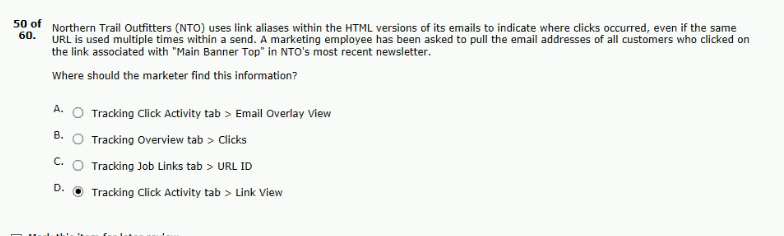 50 of 60. Northern Trail Outfitters (NTO) uses link aliases within the HTML versions of its emails to indicate where clicks occurred, even if the same
URL is used multiple times within a send. A marketing employee has been asked to pull the email addresses of all customers who clicked on
the link associated with "Main Banner Top" in NTO's most recent newsletter.
Where should the marketer find this information?
A. Tracking Click Activity tab > Email Overlay View
B. Tracking Overview tab > Clicks
C. Tracking Job Links tab > URL ID
D. Tracking Click Activity tab > Link View